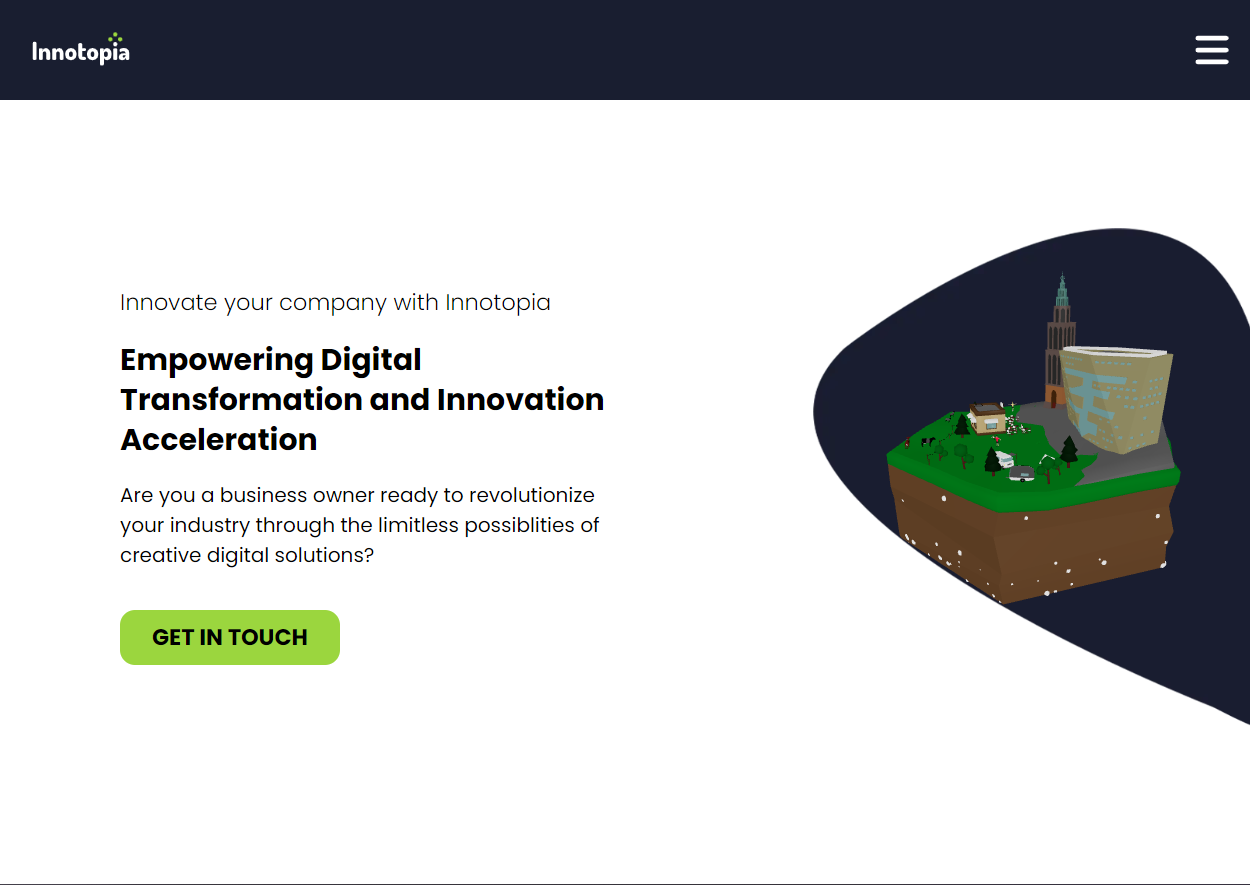 Innotopia
Innovate your company with Innotopia
Empowering Digital
Transformation and Innovation
Acceleration
Are you a business owner ready to revolutionize
your industry through the limitless possiblities of
creative digital solutions?
GET IN TOUCH